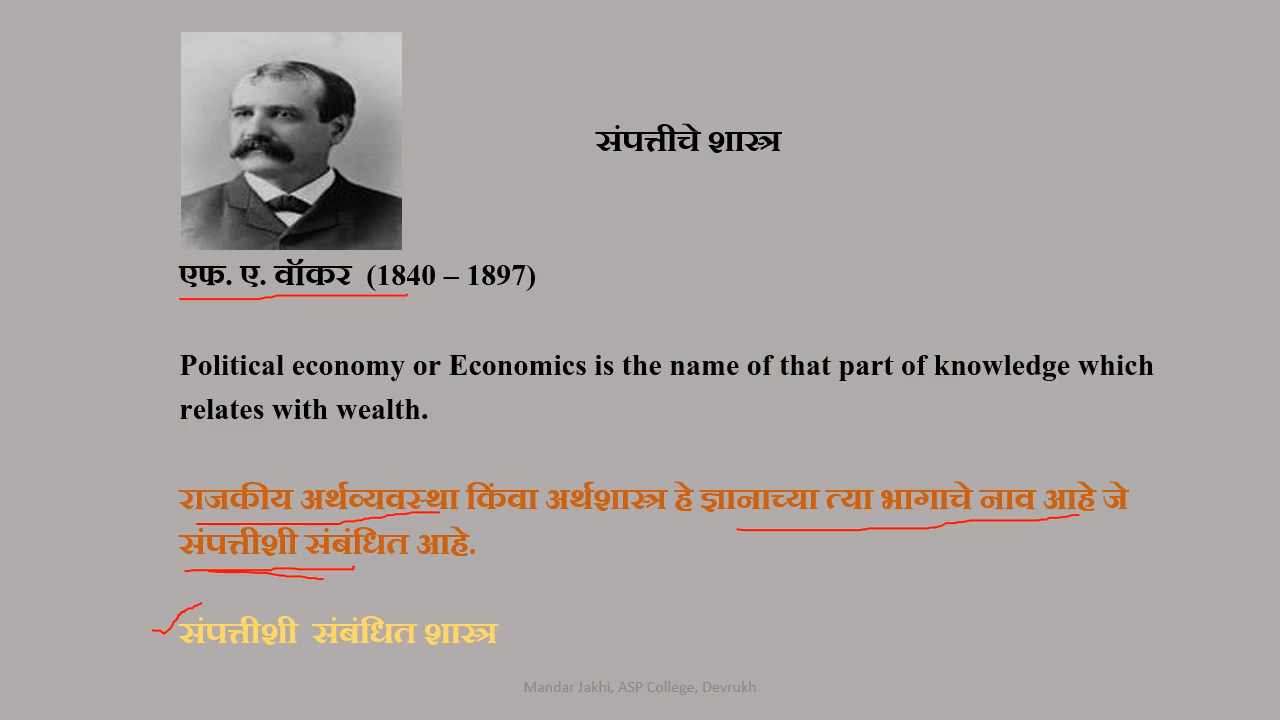 संपत्तीचे शास्त्र
एफ. ए. वॉकर (1840 – 1897)
Political economy or Economics is the name of that part of knowledge which
relates with wealth.
राजकीय अर्थव्यवस्था किंवा अर्थशास्त्र हे ज्ञानाच्या त्या भागाचे नाव आहे जे
संपत्तीशी संबंधित आहे.
संपत्तीशी संबंधित शास्त्र
Mandar Jakhi, ASP College, Devrukh